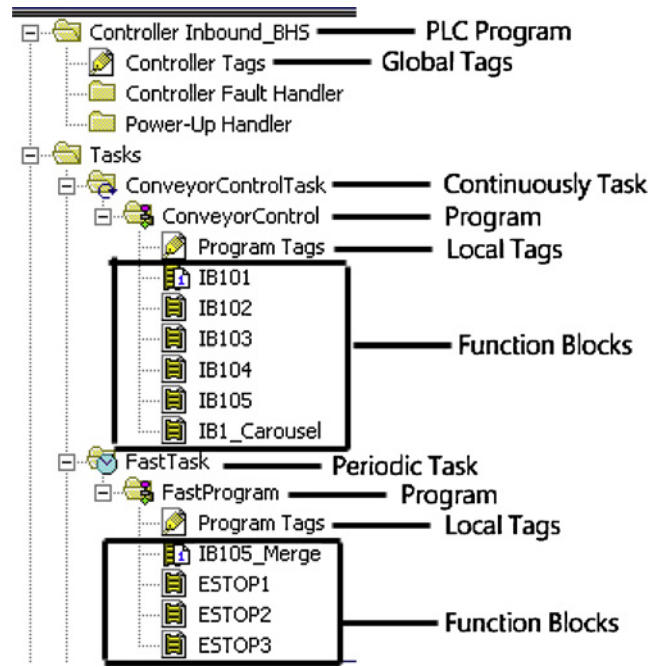 Controller Inbound_BHS PLC Program
Controller Tags Global Tags
Controller Fault Handler
Power-Up Handler
Tasks
ConveyorControlTask Continuously Task
ConveyorControl Program
Program Tags Local Tags
IB101
IB102
IB103
Function Blocks
IB104
IB105
IB1_Carousel
FastTask Periodic Task
FastProgram Program
Program Tags Local Tags
IB105_Merge
ESTOP1
ESTOP2
Function Blocks
ESTOP3